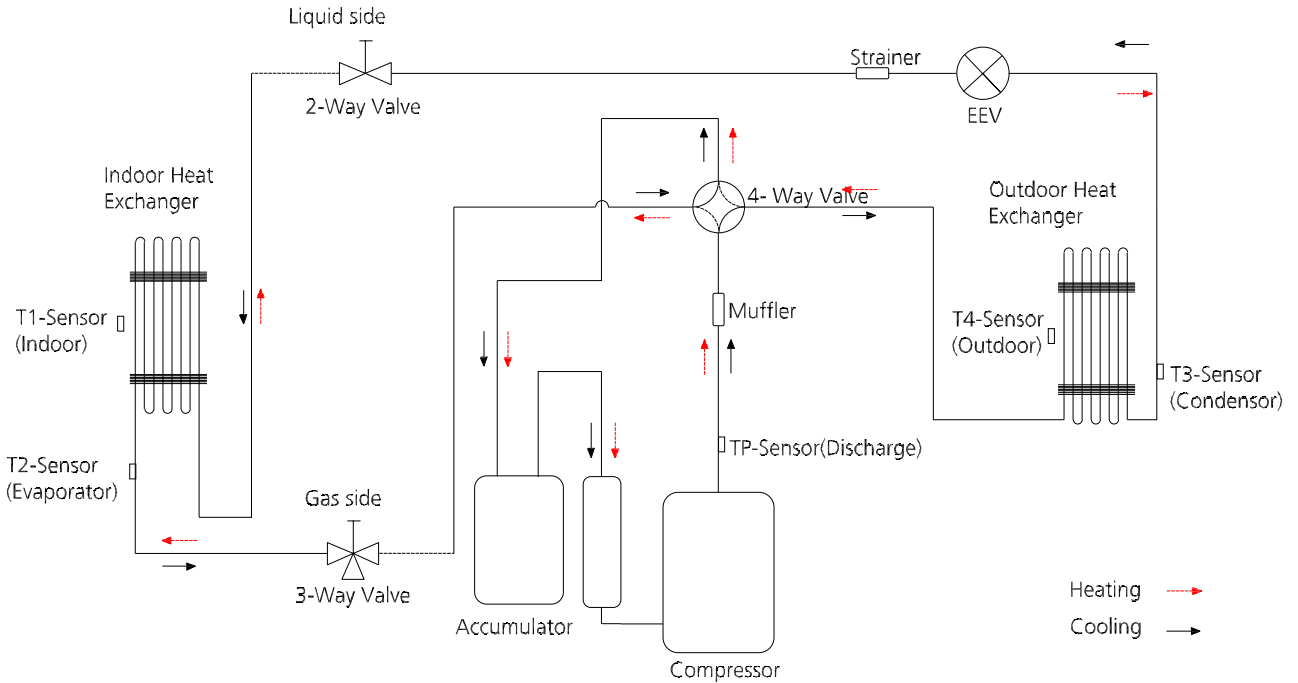 Liquid side
2-Way Valve
Strainer
EEV
Indoor Heat
Exchanger
4- Way Valve
Outdoor Heat
Exchanger
T1-Sensor
(Indoor)
Muffler
T4-Sensor
(Outdoor)
T3-Sensor
(Condensor)
TP-Sensor(Discharge)
T2-Sensor
(Evaporator)
Gas side
3-Way Valve
Accumulator
Compressor
Heating
Cooling